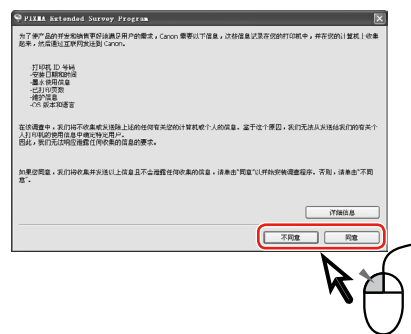 PIXMA Extended Survey Program
为了使产品的开发和销售更好地满足用户的需求，Canon 需要以下信息，这些信息记录在您的打印机中，并在您的计算机上收集
起来，然后通过互联网发送到 Canon。
打印机 ID 号码
-安装日期和时间
-墨水使用信息
-已打印页数
-维护信息
-OS 版本和语言
在该调查中，我们将不收集或发送除上述的任何有关您的计算机或个人的信息。基于这个原因，我们无法从发送给我们的有关个
人打印机的使用信息中确定特定用户。
因此，我们无法响应泄露任何收集的信息的要求。
如果您同意，我们将收集并发送以上信息且不会泄露任何收集的信息，请单击“同意”以开始安装调查程序。否则，请单击“不同
意”。
详细信息
不同意
同意